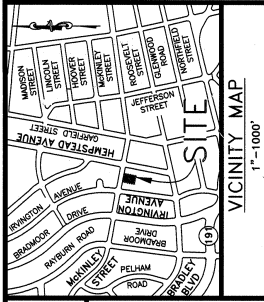 MADISON STREET
LINCOLN STREET
HOOKER STREET
McKINLEY STREET
ROOSEVELT STREET
GLENWOOD ROAD
NORTHFIELD STREET
JEFFERSON STREET
GARFIELD STREET
HEMPSTEAD AVENUE
SITE
IRVINGTON AVENUE
IRVINGTON AVENUE
BRADMOOR DRIVE
BRADMOOR DRIVE
RAYBURN ROAD
McKINLEY STREET
PELHAM ROAD
BRADLEY BLVD
191
VICINITY MAP
1"-1000'